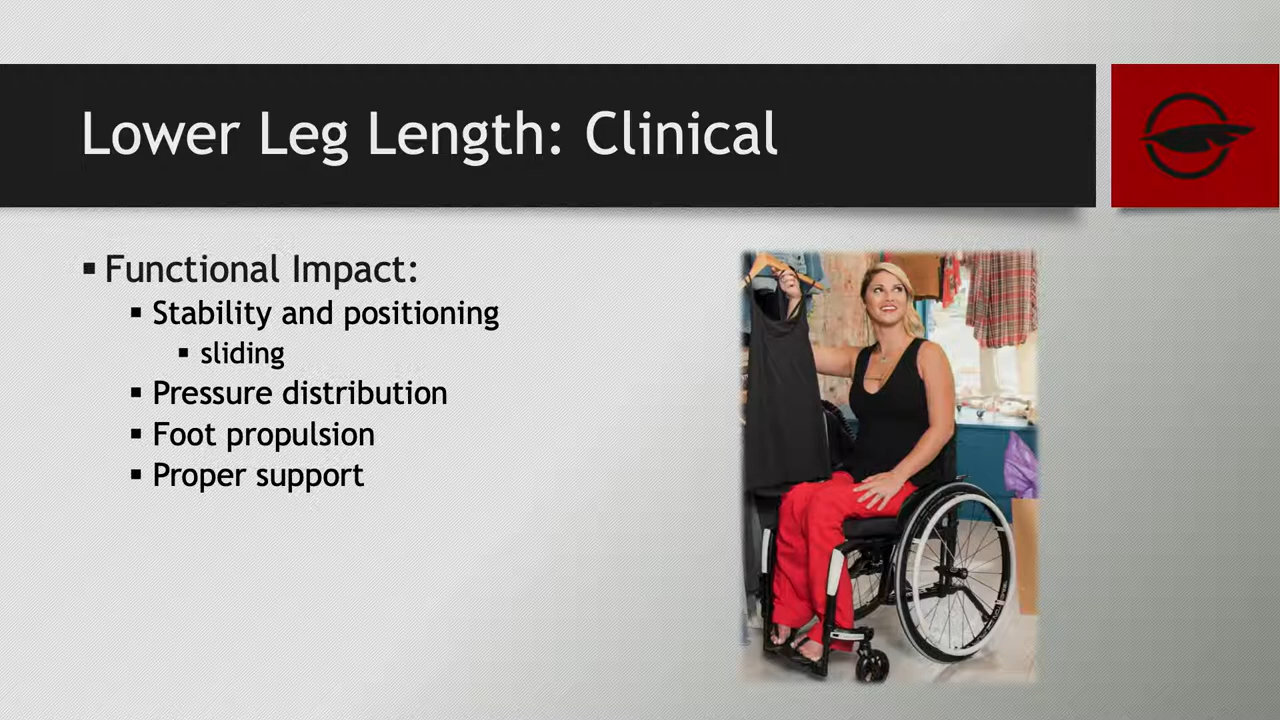 Lower Leg Length: Clinical
▪ Functional Impact:
▪ Stability and positioning
▪ sliding
▪ Pressure distribution
▪ Foot propulsion
▪ Proper support